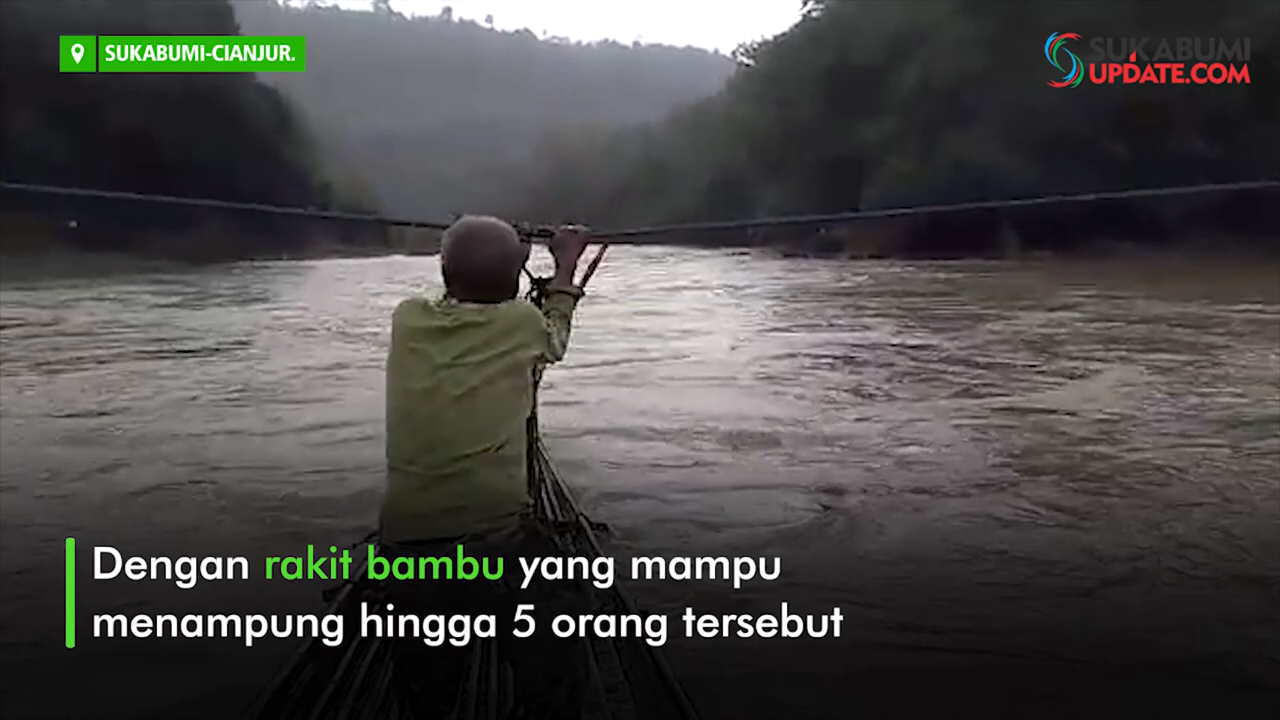 SUKABUMI-CIANJUR.
SUKABUMI
UPDATE.COM
Dengan rakit bambu yang mampu
menampung hingga 5 orang tersebut